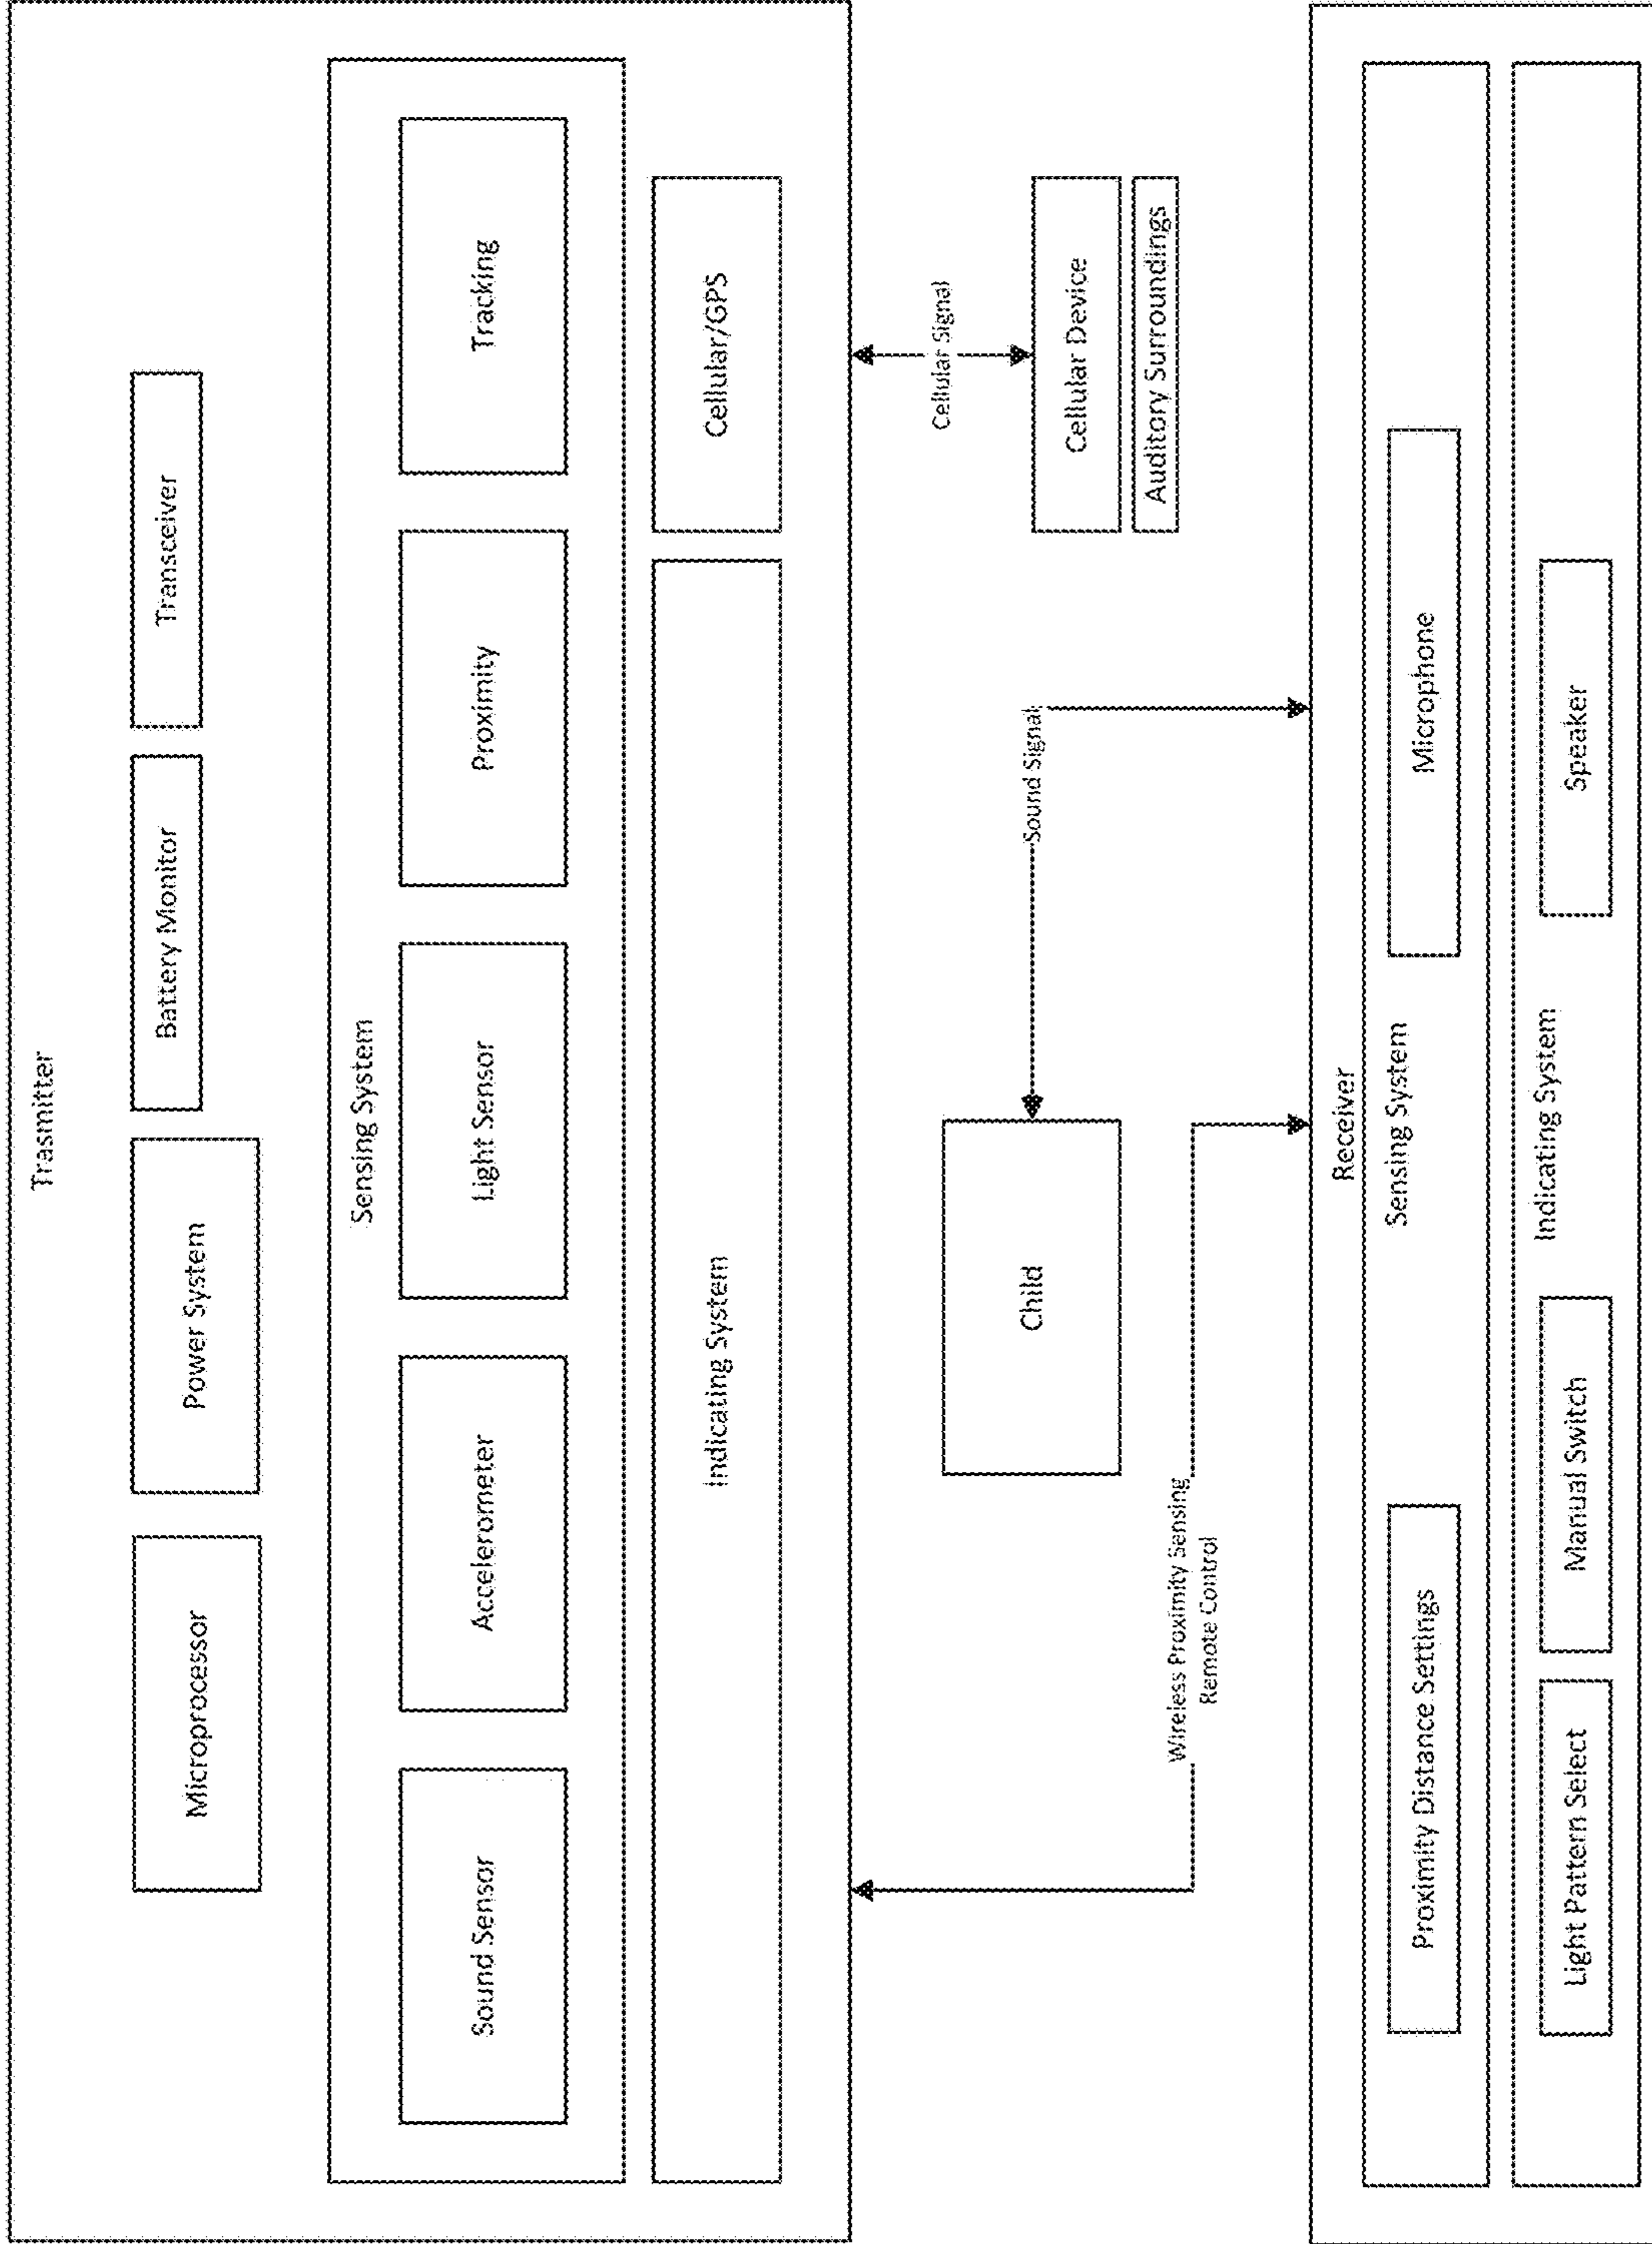 Trasmitter
Microprocessor
Power System
Battery Monitor
Transceiver
Sensing System
Sound Sensor
Accelerometer
Light Sensor
Proximity
Tracking
Indicating System
Cellular/GPS
Cellular Signal
Sound Signal
Child
Cellular Device
Auditory Surroundings
Wireless Proximity Sensing
Remote Control
Receiver
Sensing System
Proximity Distance Settings
Microphone
Indicating System
Light Pattern Select
Manual Switch
Speaker